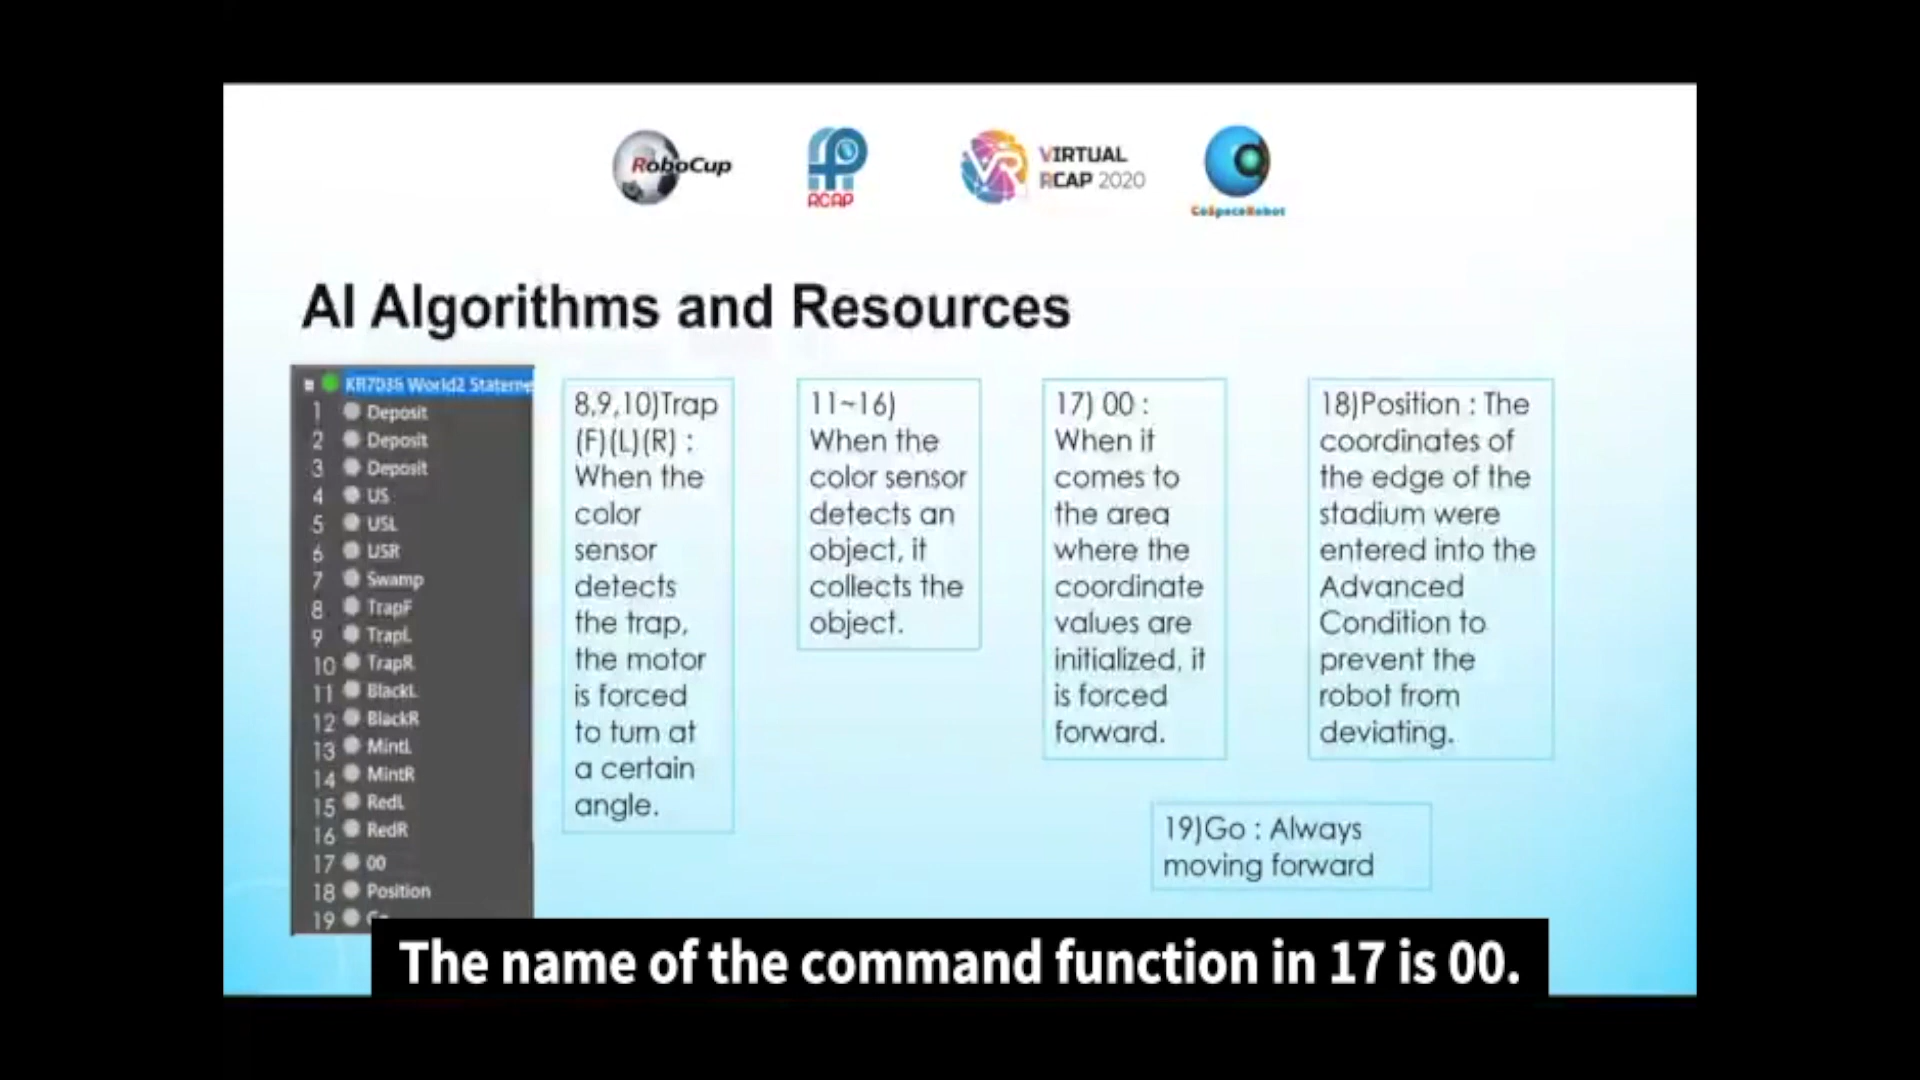 RoboCup
RCAP
VR
VIRTUAL
RCAP 2020
CoSpaceRobot
AI Algorithms and Resources
KR7036 World2 Stateme
1 Deposit
2 Deposit
3 Deposit
4 US
5 USL
6 USR
7 Swamp
8 TrapF
9 TrapL
10 TrapR
11 BlackL
12 BlackR
13 MintL
14 MintR
15 RedL
16 RedR
17 00
18 Position
19
8,9,10)Trap
(F)(L)(R) :
When the
color
sensor
detects
the trap,
the motor
is forced
to turn at
a certain
angle.
11~16)
When the
color sensor
detects an
object, it
collects the
object.
17) 00 :
When it
comes to
the area
where the
coordinate
values are
initialized, it
is forced
forward.
18)Position : The
coordinates of
the edge of the
stadium were
entered into the
Advanced
Condition to
prevent the
robot from
deviating.
19)Go : Always
moving forward
The name of the command function in 17 is 00.